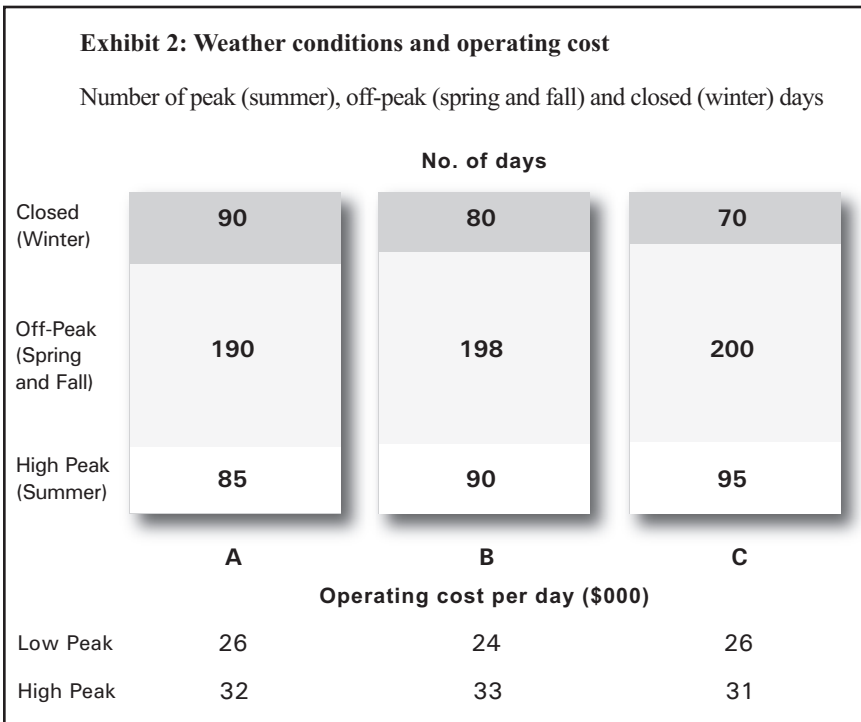 Exhibit 2: Weather conditions and operating cost
Number of peak (summer), off-peak (spring and fall) and closed (winter) days
No. of days
Closed
(Winter)
90 80 70
Off-Peak
(Spring
and Fall)
190 198 200
High Peak
(Summer)
85 90 95
A B C
Operating cost per day ($000)
Low Peak 26 24 26
High Peak 32 33 31